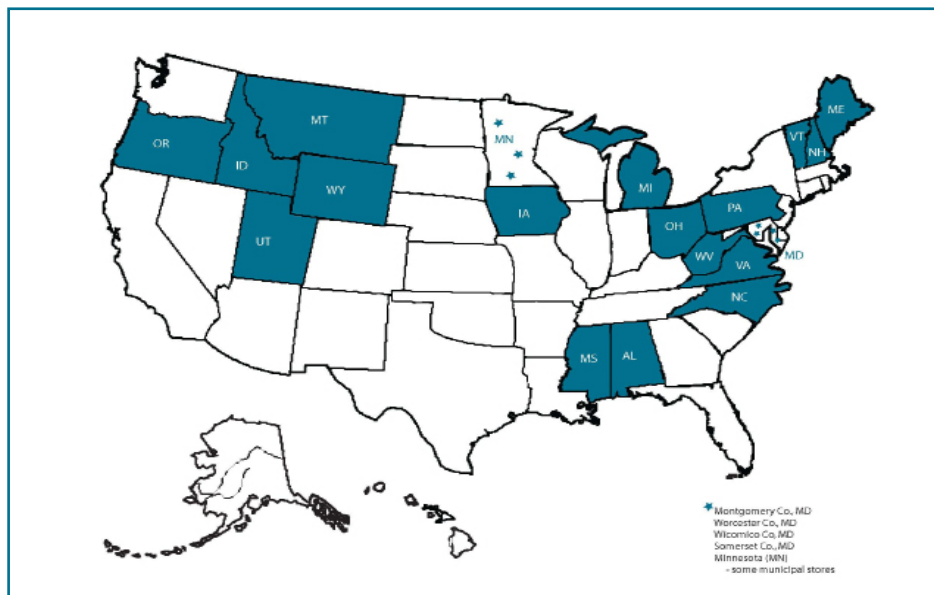 ME
MT
VT
MN
OR
NH
ID
WY
MI
PA
IA
OH
UT
WV
VA
MD
NC
MS
AL
Montgomery Co., MD
Worcester Co., MD
Wicomico Co, MD
Somerset Co., MD
Minnesota (MN)
- some municipal stores